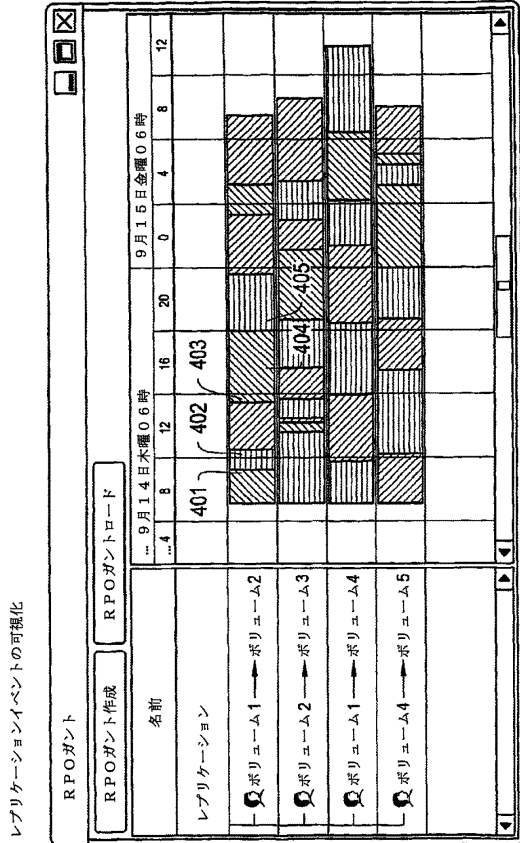 レプリケーションイベントの可視化
RPOガント
RPOガント作成
RPOガントロード
名前
... 9月14日木曜06時
9月15日金曜06時
... 4 8 12 16 20 0 4 8 12
レプリケーション
401 402 403
ボリューム1 ボリューム2
404 405
ボリューム2 ボリューム3
ボリューム1 ボリューム4
ボリューム4 ボリューム5